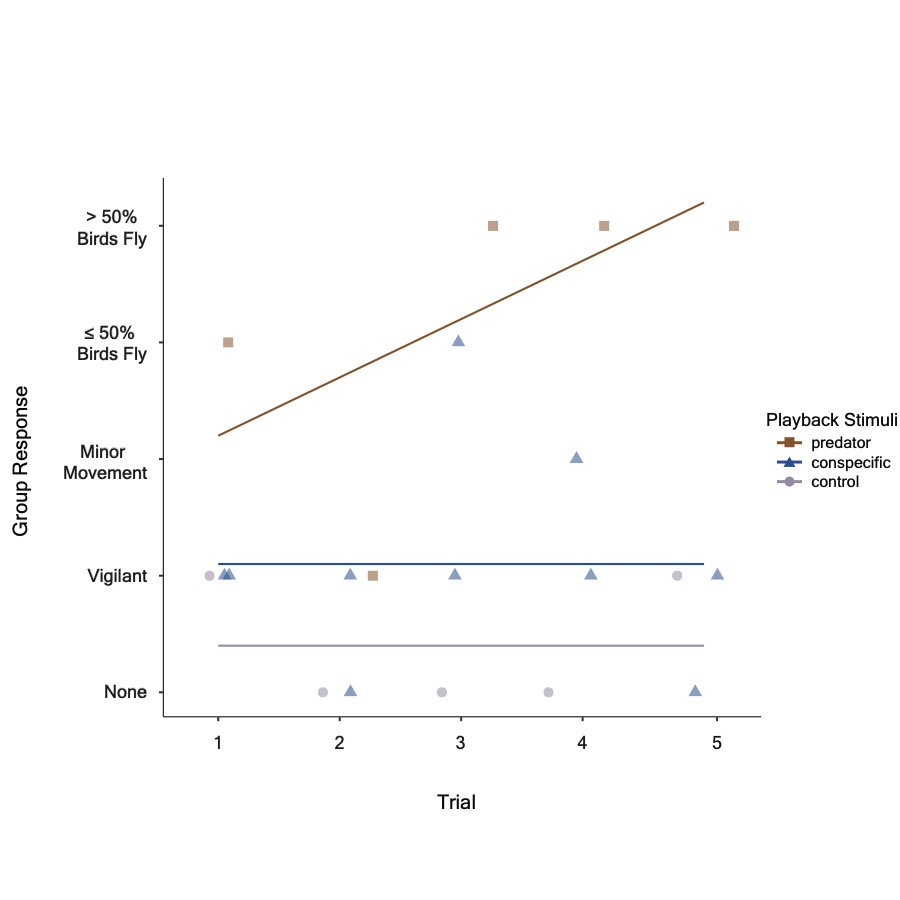 > 50%
Birds Fly
≤ 50%
Birds Fly
Minor
Movement
Vigilant
None
Group Response
1 2 3 4 5
Trial
Playback Stimuli
predator
conspecific
control